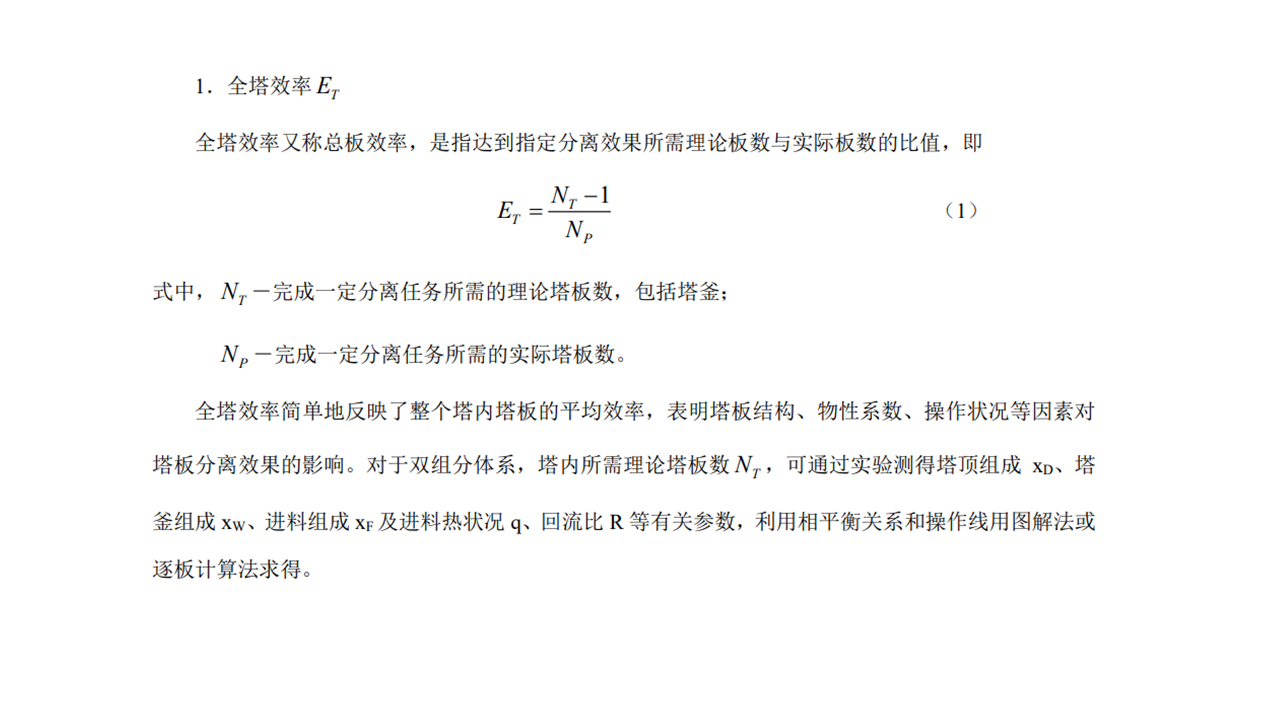 1．全塔效率 E_T
全塔效率又称总板效率，是指达到指定分离效果所需理论板数与实际板数的比值，即
E_T = (N_T − 1) / N_P （1）
式中，N_T－完成一定分离任务所需的理论塔板数，包括塔釜；
N_P－完成一定分离任务所需的实际塔板数。
全塔效率简单地反映了整个塔内塔板的平均效率，表明塔板结构、物性系数、操作状况等因素对
塔板分离效果的影响。对于双组分体系，塔内所需理论塔板数 N_T，可通过实验测得塔顶组成 x_D、塔
釜组成 x_W、进料组成 x_F 及进料热状况 q、回流比 R 等有关参数，利用相平衡关系和操作线用图解法或
逐板计算法求得。